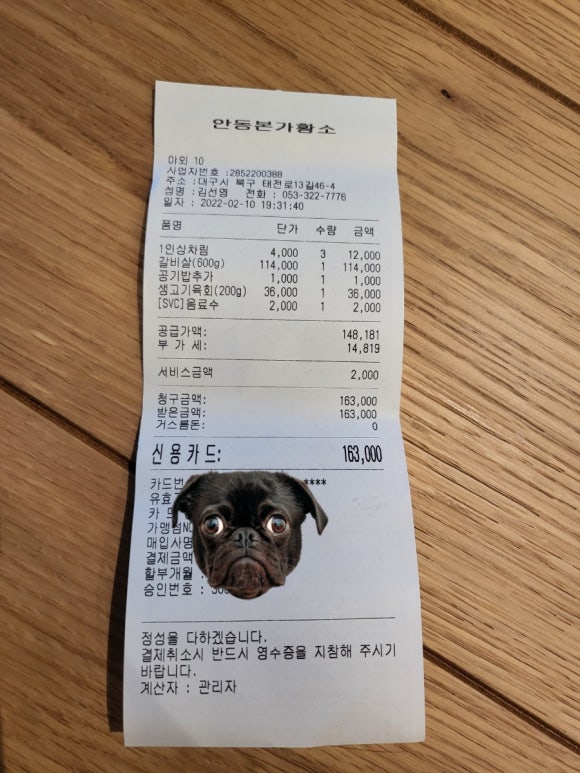 안동본가황소
야외 10
사업자번호 :2852200388
주소 :대구시 북구 태전로13길46-4
성명 :김선엽 전화 : 053-322-7776
일자 : 2022-02-10 19:31:40
품명 단가 수량 금액
1인상차림 4,000 3 12,000
갈비살(600g) 114,000 1 114,000
공기밥추가 1,000 1 1,000
생고기육회(200g) 36,000 1 36,000
[SVC]음료수 2,000 1 2,000
공급가액: 148,181
부 가 세: 14,819
서비스금액 2,000
청구금액: 163,000
받은금액: 163,000
거스름돈: 0
신용카드: 163,000
카드번 ****
유효
카
가맹점NO
매입사명
결제금액
할부개월 :
승인번호 : 300
정성을 다하겠습니다.
결제취소시 반드시 영수증을 지참해 주시기
바랍니다.
계산자 : 관리자